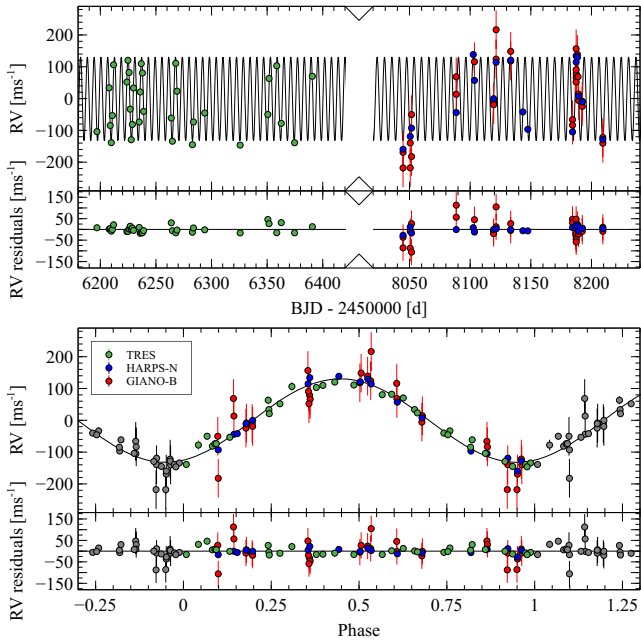 RV [ms⁻¹]
200
100
0
−100
−200
RV residuals [ms⁻¹]
150
50
−50
−150
6200 6250 6300 6350 6400 8050 8100 8150 8200
BJD - 2450000 [d]
RV [ms⁻¹]
200
100
0
−100
−200
TRES
HARPS-N
GIANO-B
RV residuals [ms⁻¹]
150
50
−50
−150
−0.25 0 0.25 0.5 0.75 1 1.25
Phase